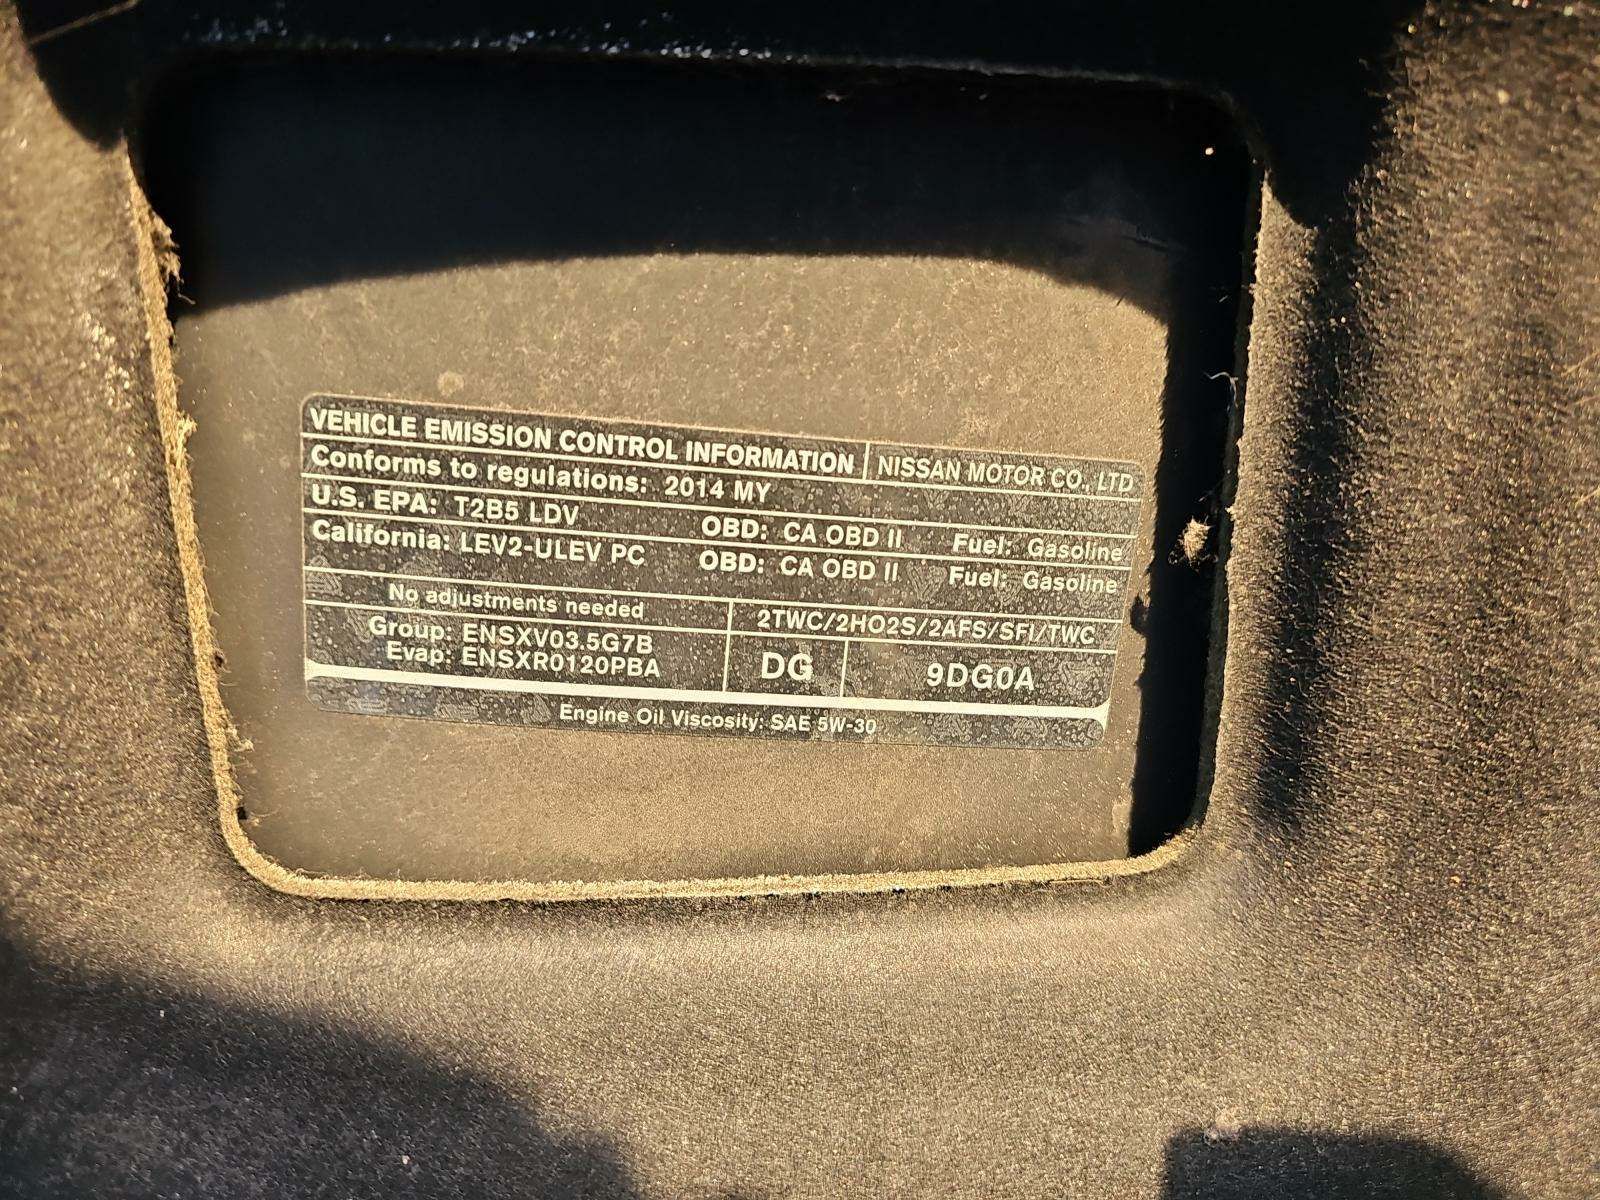 VEHICLE EMISSION CONTROL INFORMATION NISSAN MOTOR CO., LTD
Conforms to regulations: 2014 MY
U.S. EPA: T2B5 LDV OBD: CA OBD II Fuel: Gasoline
California: LEV2-ULEV PC OBD: CA OBD II Fuel: Gasoline
No adjustments needed 2TWC/2HO2S/2AFS/SFI/TWC
Group: ENSXV03.5G7B
Evap: ENSXR0120PBA DG 9DG0A
Engine Oil Viscosity: SAE 5W-30